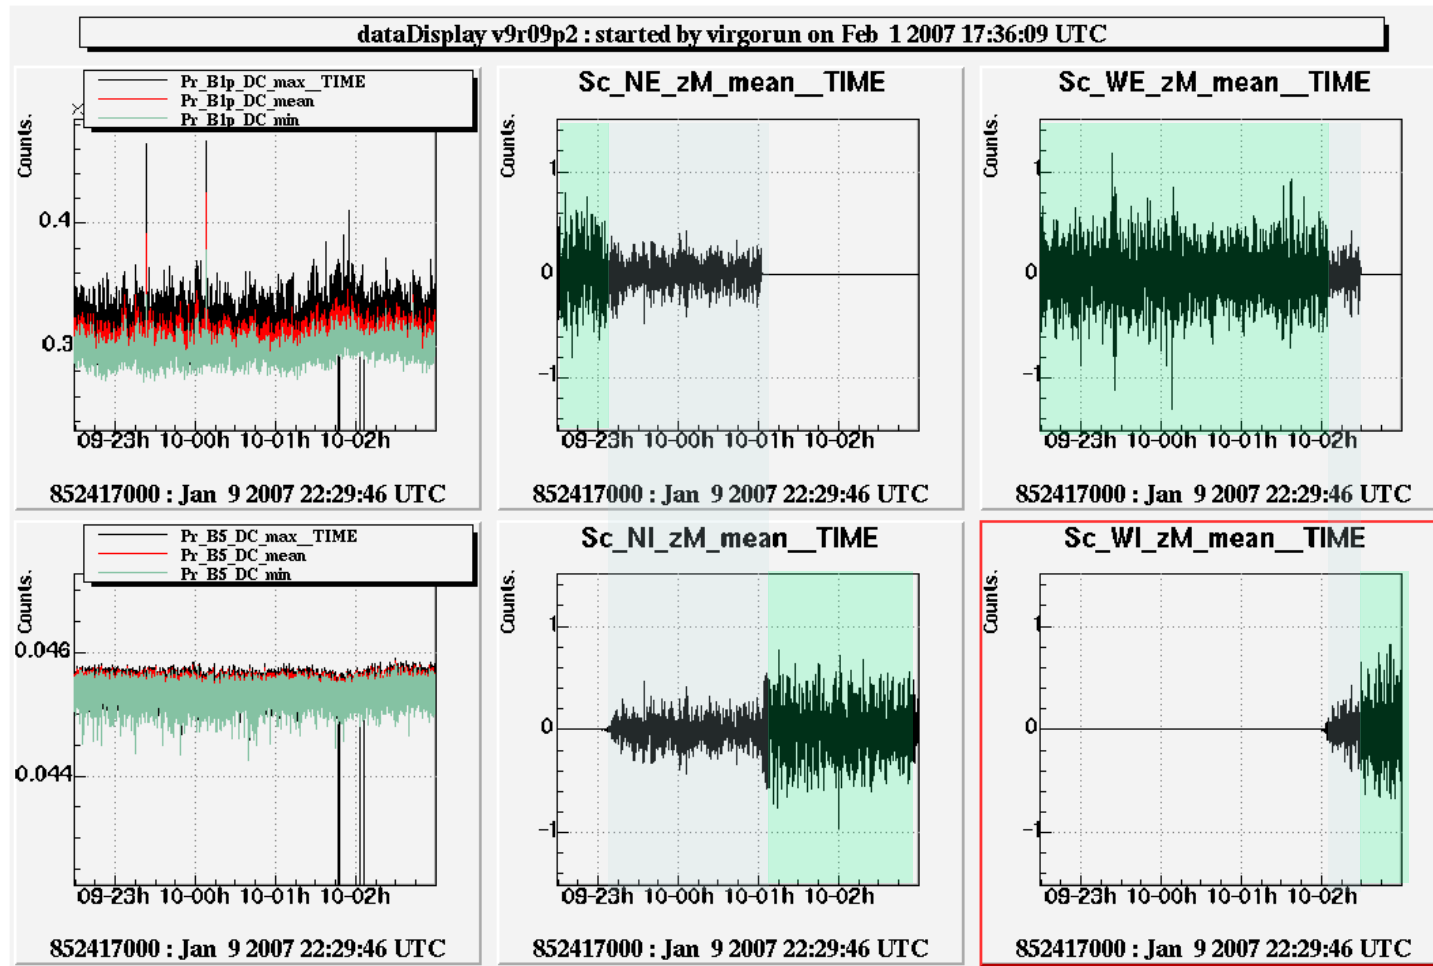 dataDisplay v9r09p2 : started by virgorun on Feb 1 2007 17:36:09 UTC
Pr_B1p_DC_max__TIME
Pr_B1p_DC_mean
Pr_B1p_DC_min
Counts.
0.4
0.3
09-23h 10-00h 10-01h 10-02h
852417000 : Jan 9 2007 22:29:46 UTC
Sc_NE_zM_mean__TIME
Counts.
1
0
-1
09-23h 10-00h 10-01h 10-02h
852417000 : Jan 9 2007 22:29:46 UTC
Sc_WE_zM_mean__TIME
Counts.
1
0
-1
09-23h 10-00h 10-01h 10-02h
852417000 : Jan 9 2007 22:29:46 UTC
Pr_B5_DC_max__TIME
Pr_B5_DC_mean
Pr_B5_DC_min
Counts.
0.046
0.044
09-23h 10-00h 10-01h 10-02h
852417000 : Jan 9 2007 22:29:46 UTC
Sc_NI_zM_mean__TIME
Counts.
1
0
-1
09-23h 10-00h 10-01h 10-02h
852417000 : Jan 9 2007 22:29:46 UTC
Sc_WI_zM_mean__TIME
Counts.
1
0
-1
09-23h 10-00h 10-01h 10-02h
852417000 : Jan 9 2007 22:29:46 UTC